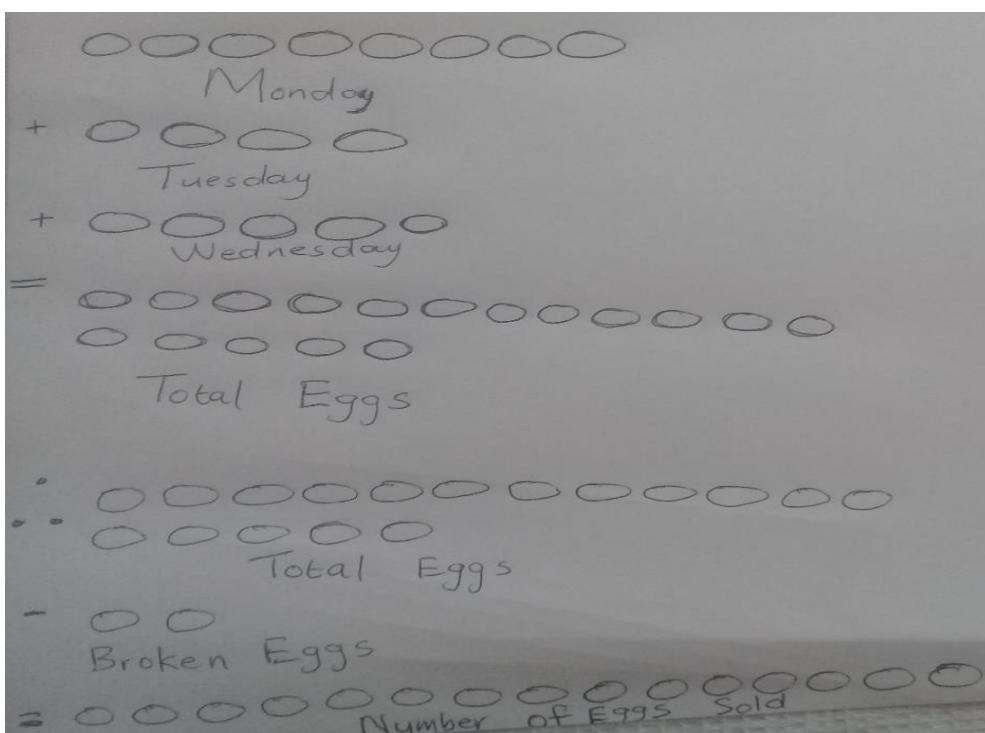 Monday
+
Tuesday
+
Wednesday
=
Total Eggs
∴
Total Eggs
-
Broken Eggs
=
Number of Eggs Sold